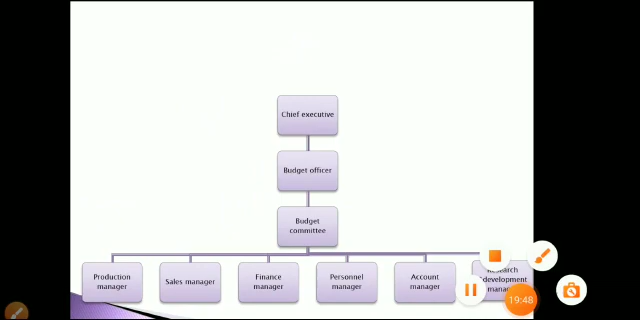 Chief executive
Budget officer
Budget
committee
Production
manager
Sales manager
Finance
manager
Personnel
manager
Account
manager
development
19:48